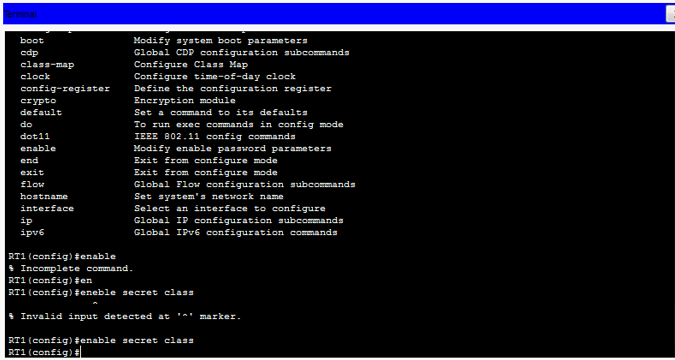 Terminal
boot Modify system boot parameters
cdp Global CDP configuration subcommands
class-map Configure Class Map
clock Configure time-of-day clock
config-register Define the configuration register
crypto Encryption module
default Set a command to its defaults
do To run exec commands in config mode
dot11 IEEE 802.11 config commands
enable Modify enable password parameters
end Exit from configure mode
exit Exit from configure mode
flow Global Flow configuration subcommands
hostname Set system's network name
interface Select an interface to configure
ip Global IP configuration subcommands
ipv6 Global IPv6 configuration commands
RT1(config)#enable
% Incomplete command.
RT1(config)#en
RT1(config)#eneble secret class
^
% Invalid input detected at '^' marker.
RT1(config)#enable secret class
RT1(config)#